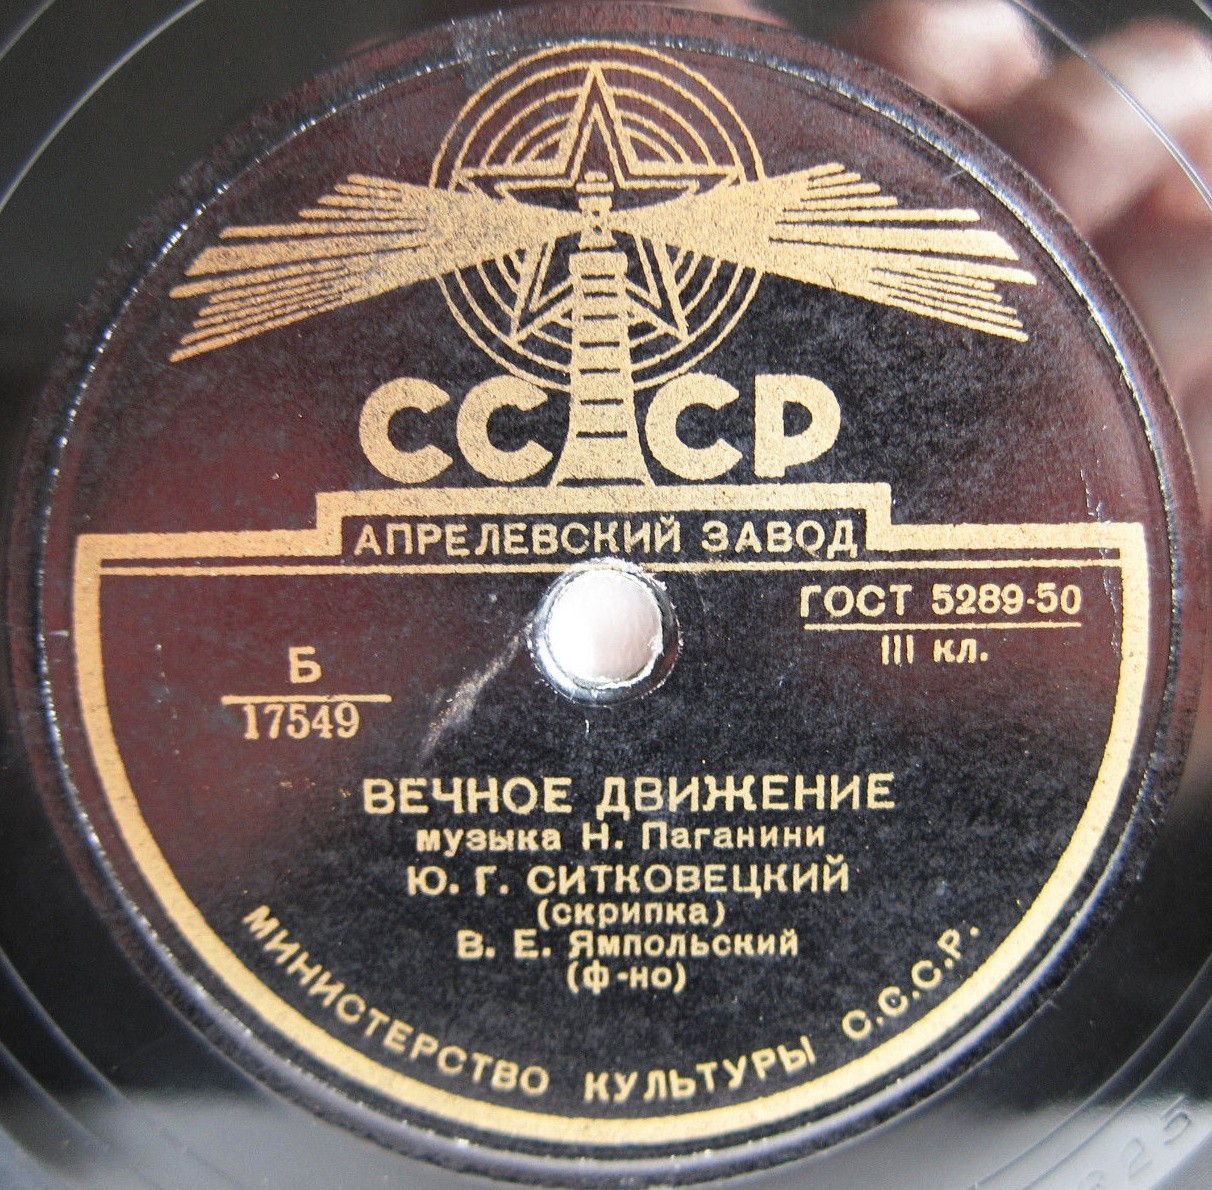 СССР
АПРЕЛЕВСКИЙ ЗАВОД
ГОСТ 5289-50
III кл.
Б
17549
ВЕЧНОЕ ДВИЖЕНИЕ
музыка Н. Паганини
Ю. Г. СИТКОВЕЦКИЙ
(скрипка)
В. Е. Ямпольский
(ф-но)
МИНИСТЕРСТВО КУЛЬТУРЫ С.С.С.Р.